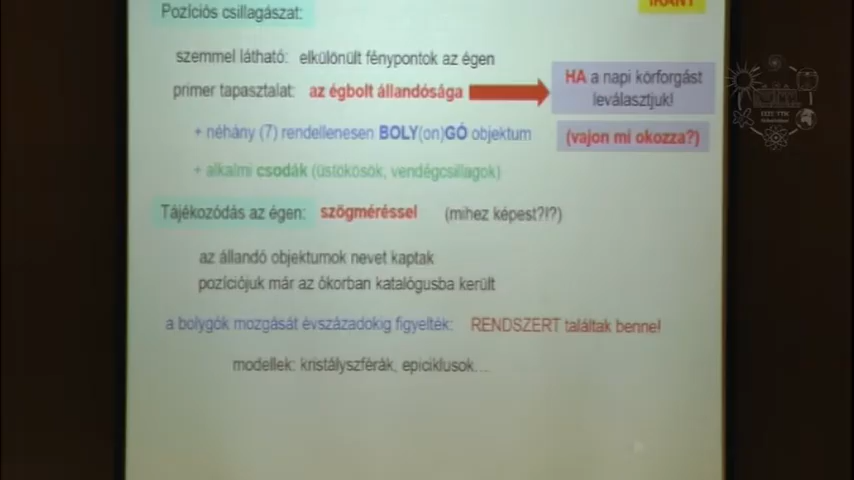 IRÁNY
Pozíciós csillagászat:
szemmel látható: elkülönült fénypontok az égen
primer tapasztalat: az égbolt állandósága
HA a napi körforgást
leválasztjuk!
+ néhány (7) rendellenesen BOLY(on)GÓ objektum
(vajon mi okozza?)
+ alkalmi csodák (üstökösök, vendégcsillagok)
Tájékozódás az égen: szögméréssel (mihez képest?!?)
az állandó objektumok nevet kaptak
pozíciójuk már az ókorban katalógusba került
a bolygók mozgását évszázadokig figyelték: RENDSZERT találtak benne!
modellek: kristályszférák, epiciklusok....